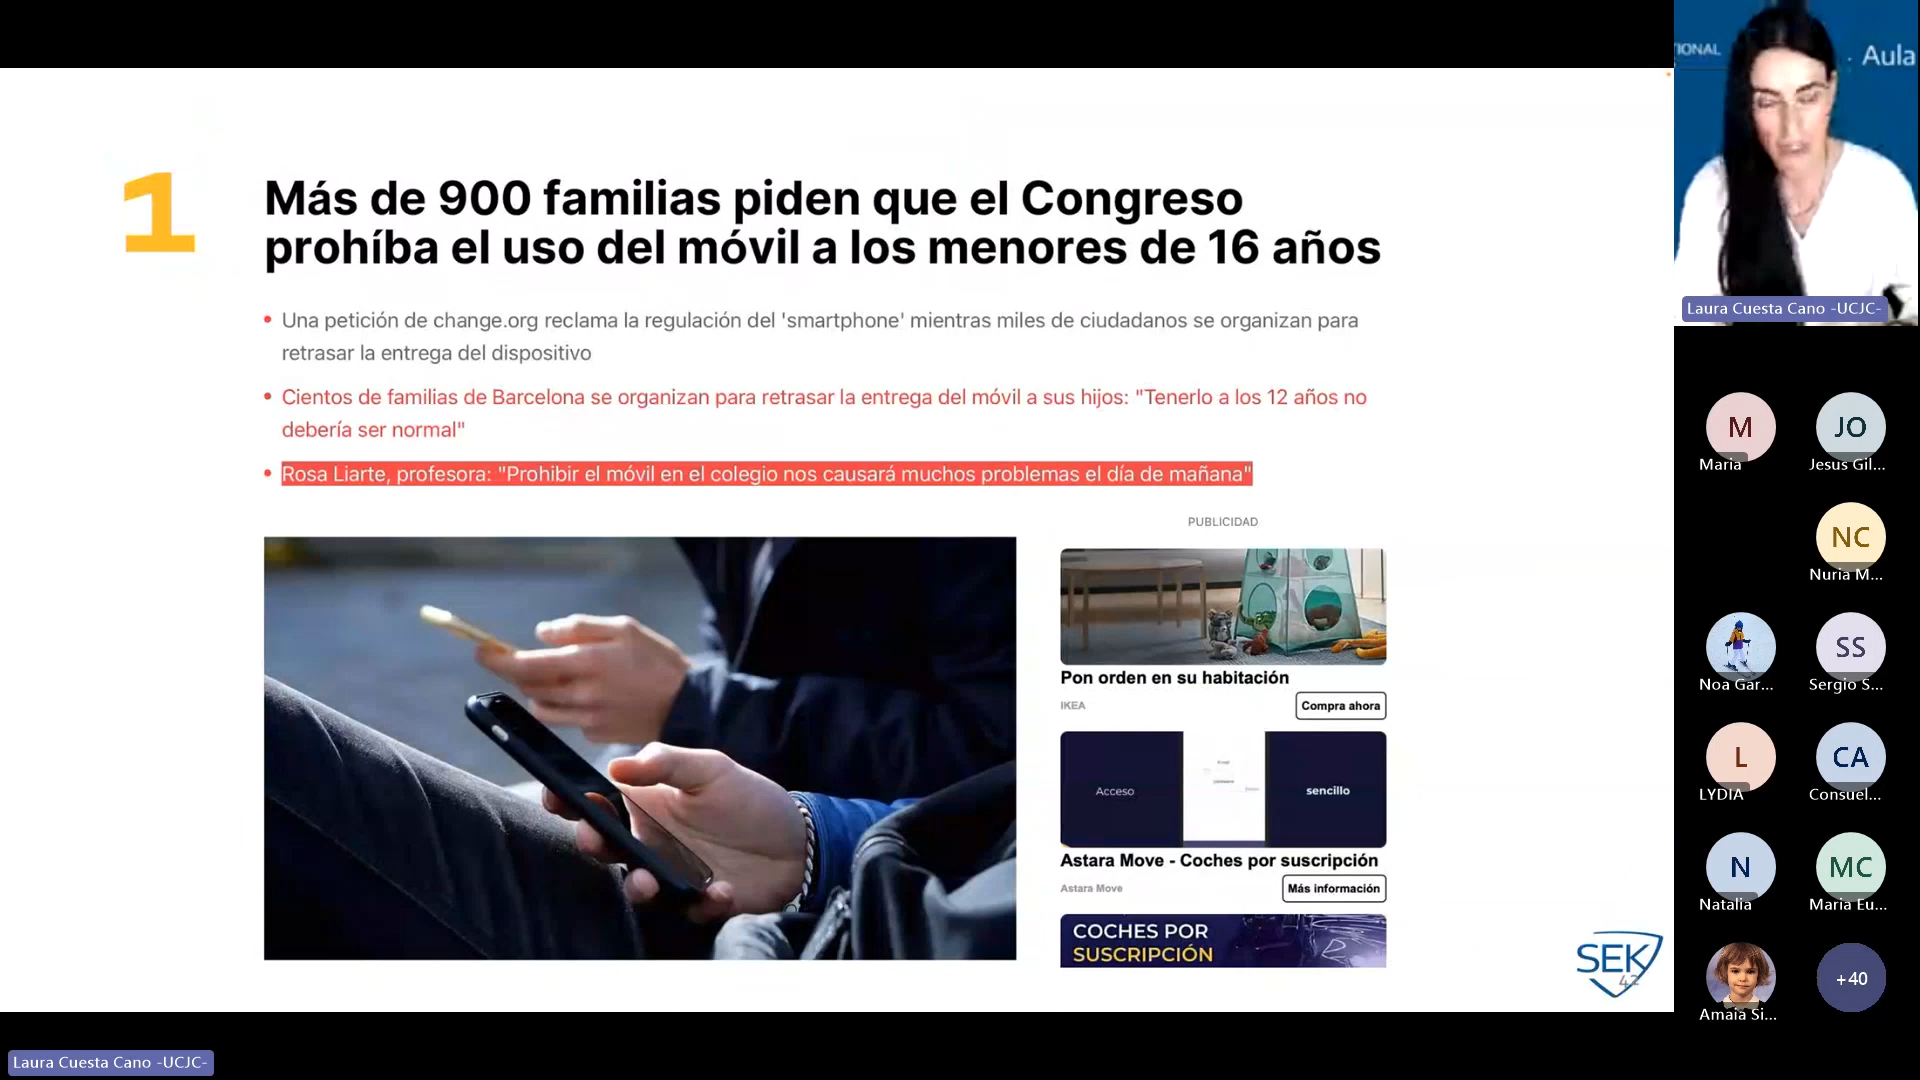 IONAL
Aula
1
Más de 900 familias piden que el Congreso
prohíba el uso del móvil a los menores de 16 años
• Una petición de change.org reclama la regulación del 'smartphone' mientras miles de ciudadanos se organizan para
retrasar la entrega del dispositivo
• Cientos de familias de Barcelona se organizan para retrasar la entrega del móvil a sus hijos: "Tenerlo a los 12 años no
debería ser normal"
• Rosa Liarte, profesora: "Prohibir el móvil en el colegio nos causará muchos problemas el día de mañana"
PUBLICIDAD
Pon orden en su habitación
IKEA
Compra ahora
Acceso
sencillo
Astara Move - Coches por suscripción
Astara Move
Más información
COCHES POR
SUSCRIPCIÓN
SEK
42
Laura Cuesta Cano -UCJC-
M
Maria
JO
Jesus Gil...
NC
Nuria M...
Noa Gar...
SS
Sergio S...
L
LYDIA
CA
Consuel...
N
Natalia
MC
Maria Eu...
Amaia Si...
+40
Laura Cuesta Cano -UCJC-